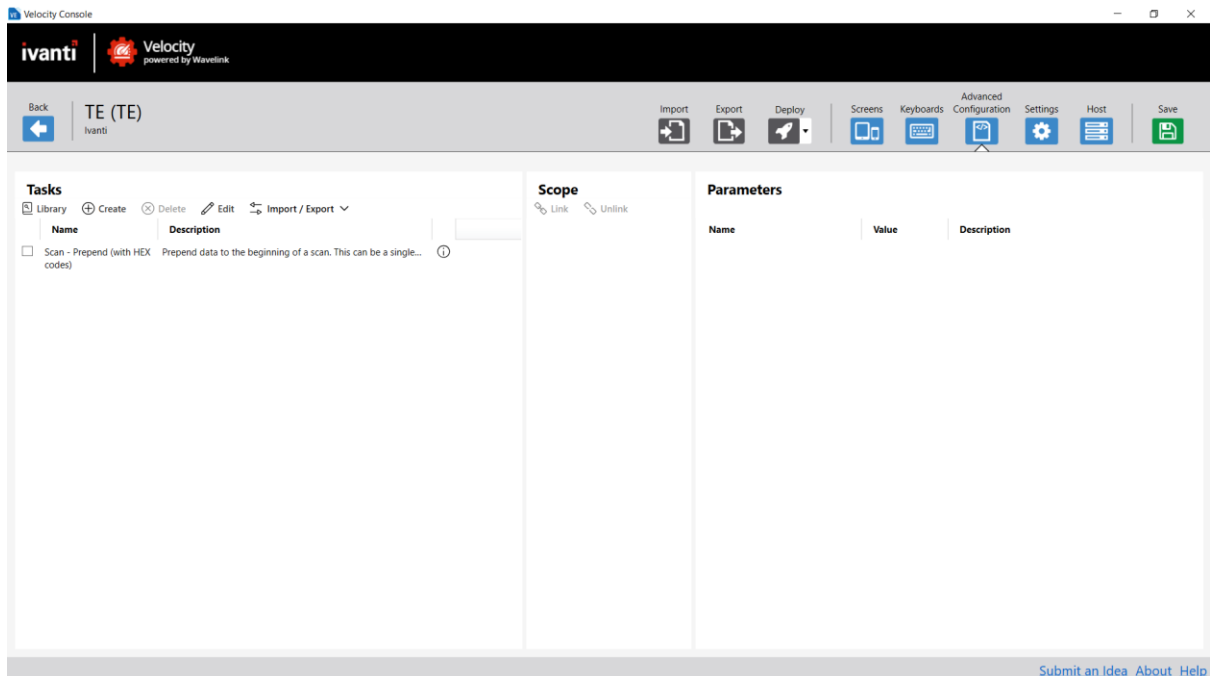 Velocity Console
ivanti
Velocity
powered by Wavelink
Back
TE (TE)
Ivanti
Import
Export
Deploy
Screens
Keyboards
Advanced
Configuration
Settings
Host
Save
Tasks
Library
Create
Delete
Edit
Import / Export
Name
Description
Scan - Prepend (with HEX
codes)
Prepend data to the beginning of a scan. This can be a single...
Scope
Link
Unlink
Parameters
Name
Value
Description
Submit an Idea
About
Help